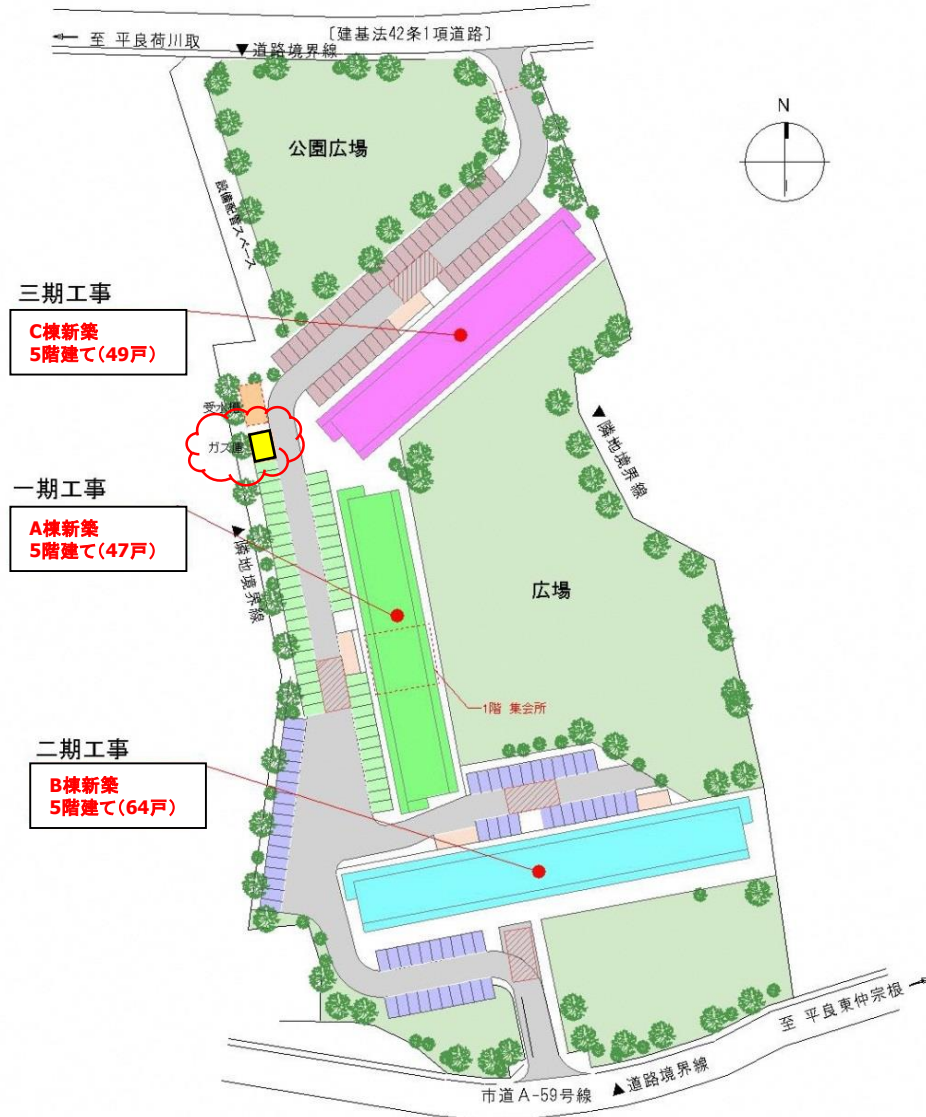 〔建基法42条1項道路〕
至 平良荷川取
▼道路境界線
N
公園広場
設備配管スペース
三期工事
C棟新築
5階建て(49戸)
受水槽
ガス庫
▲隣地境界線
一期工事
A棟新築
5階建て(47戸)
▼隣地境界線
広場
1階 集会所
二期工事
B棟新築
5階建て(64戸)
至 平良東仲宗根
市道A-59号線
▲道路境界線